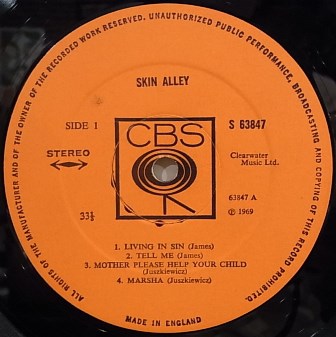 ALL RIGHTS OF THE MANUFACTURER AND OF THE OWNER OF THE RECORDED WORK RESERVED. UNAUTHORIZED PUBLIC PERFORMANCE, BROADCASTING AND COPYING OF THIS RECORD PROHIBITED.
SKIN ALLEY
SIDE 1
CBS
S 63847
STEREO
Clearwater
Music Ltd.
63847 A
33⅓
℗ 1969
1. LIVING IN SIN (James)
2. TELL ME (James)
3. MOTHER PLEASE HELP YOUR CHILD
(Juszkiewicz)
4. MARSHA (Juszkiewicz)
MADE IN ENGLAND